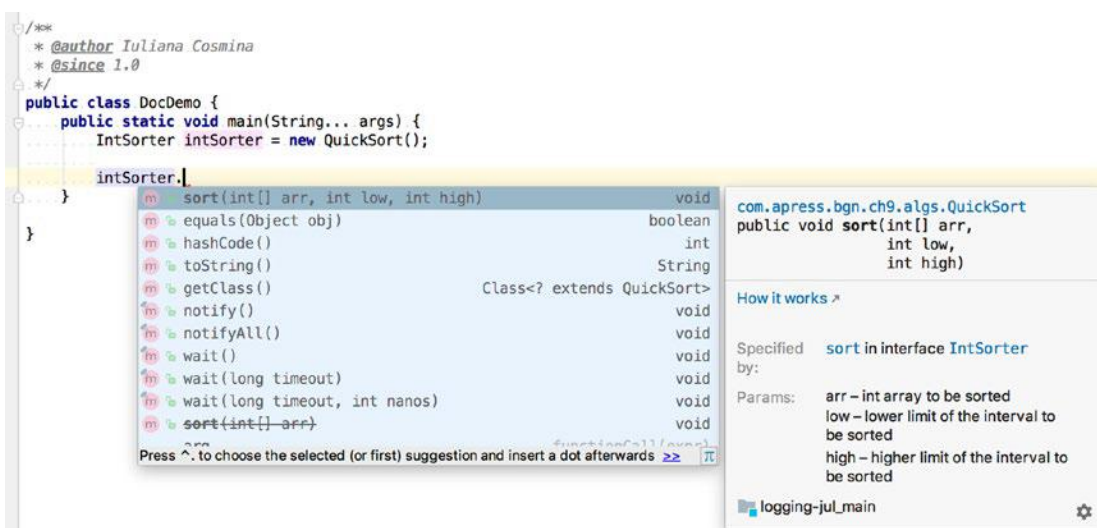 /**
* @author Iuliana Cosmina
* @since 1.0
*/
public class DocDemo {
public static void main(String... args) {
IntSorter intSorter = new QuickSort();
intSorter.
}
}
m sort(int[] arr, int low, int high) void
m equals(Object obj) boolean
m hashCode() int
m toString() String
m getClass() Class<? extends QuickSort>
m notify() void
m notifyAll() void
m wait() void
m wait(long timeout) void
m wait(long timeout, int nanos) void
m sort(int[] arr) void
arg functionCall(expr)
Press ^. to choose the selected (or first) suggestion and insert a dot afterwards >> π
com.apress.bgn.ch9.algs.QuickSort
public void sort(int[] arr,
int low,
int high)
How it works
Specified by: sort in interface IntSorter
Params: arr – int array to be sorted
low – lower limit of the interval to
be sorted
high – higher limit of the interval to
be sorted
logging-jul_main